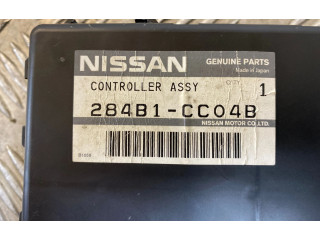 NISSAN
GENUINE PARTS
Made in Japan
CONTROLLER ASSY
1
284B1-CC04B
NISSAN MOTOR CO.,LTD.